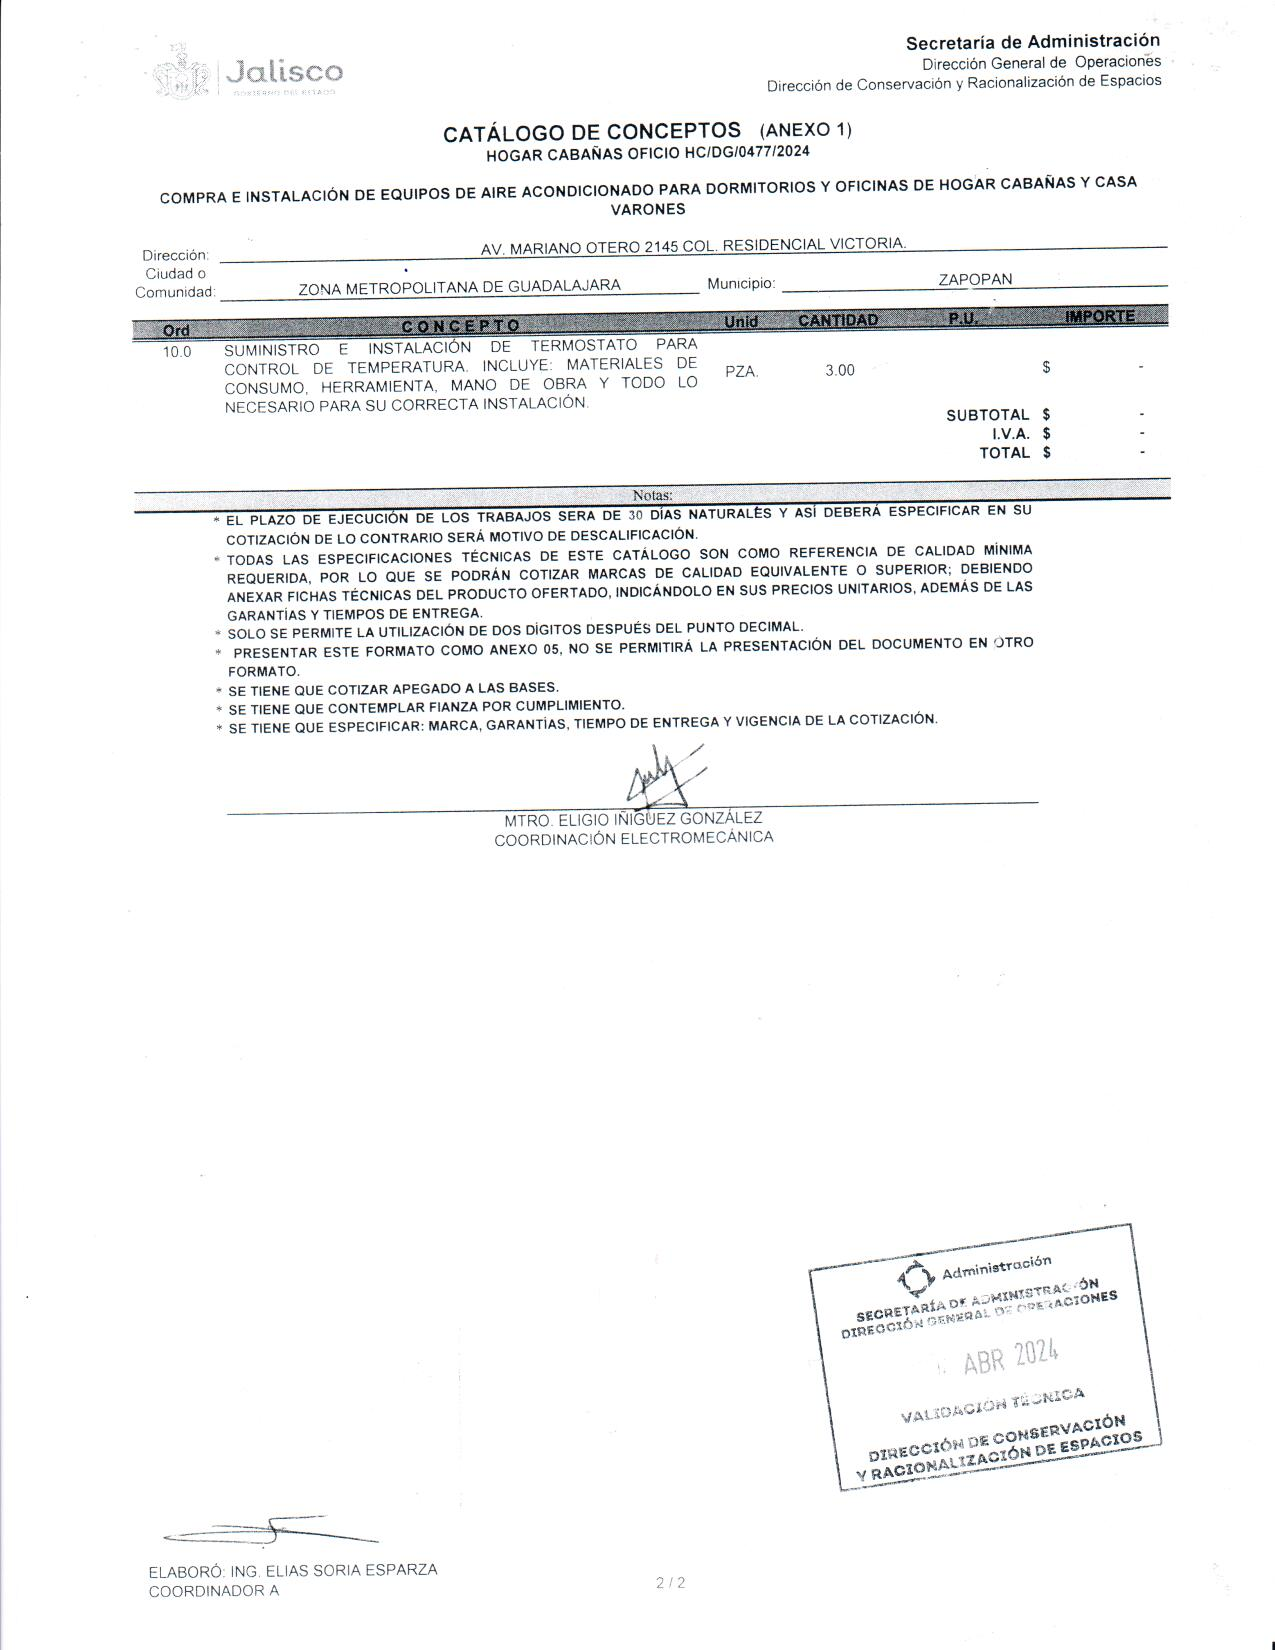 Jalisco
GOBIERNO DEL ESTADO
Secretaría de Administración
Dirección General de Operaciones
Dirección de Conservación y Racionalización de Espacios
CATÁLOGO DE CONCEPTOS (ANEXO 1)
HOGAR CABAÑAS OFICIO HC/DG/0477/2024
COMPRA E INSTALACIÓN DE EQUIPOS DE AIRE ACONDICIONADO PARA DORMITORIOS Y OFICINAS DE HOGAR CABAÑAS Y CASA
VARONES
Dirección: AV. MARIANO OTERO 2145 COL. RESIDENCIAL VICTORIA.
Ciudad o
Comunidad: ZONA METROPOLITANA DE GUADALAJARA Municipio: ZAPOPAN
Ord CONCEPTO Unid CANTIDAD P.U. IMPORTE
10.0 SUMINISTRO E INSTALACIÓN DE TERMOSTATO PARA
CONTROL DE TEMPERATURA. INCLUYE: MATERIALES DE
CONSUMO, HERRAMIENTA, MANO DE OBRA Y TODO LO
NECESARIO PARA SU CORRECTA INSTALACIÓN.
PZA. 3.00 $ -
SUBTOTAL $ -
I.V.A. $ -
TOTAL $ -
Notas:
* EL PLAZO DE EJECUCIÓN DE LOS TRABAJOS SERA DE 30 DÍAS NATURALES Y ASÍ DEBERÁ ESPECIFICAR EN SU
COTIZACIÓN DE LO CONTRARIO SERÁ MOTIVO DE DESCALIFICACIÓN.
* TODAS LAS ESPECIFICACIONES TÉCNICAS DE ESTE CATÁLOGO SON COMO REFERENCIA DE CALIDAD MÍNIMA
REQUERIDA, POR LO QUE SE PODRÁN COTIZAR MARCAS DE CALIDAD EQUIVALENTE O SUPERIOR; DEBIENDO
ANEXAR FICHAS TÉCNICAS DEL PRODUCTO OFERTADO, INDICÁNDOLO EN SUS PRECIOS UNITARIOS, ADEMÁS DE LAS
GARANTÍAS Y TIEMPOS DE ENTREGA.
* SOLO SE PERMITE LA UTILIZACIÓN DE DOS DÍGITOS DESPUÉS DEL PUNTO DECIMAL.
* PRESENTAR ESTE FORMATO COMO ANEXO 05, NO SE PERMITIRÁ LA PRESENTACIÓN DEL DOCUMENTO EN OTRO
FORMATO.
* SE TIENE QUE COTIZAR APEGADO A LAS BASES.
* SE TIENE QUE CONTEMPLAR FIANZA POR CUMPLIMIENTO.
* SE TIENE QUE ESPECIFICAR: MARCA, GARANTÍAS, TIEMPO DE ENTREGA Y VIGENCIA DE LA COTIZACIÓN.
MTRO. ELIGIO IÑIGUEZ GONZÁLEZ
COORDINACIÓN ELECTROMECÁNICA
Administración
SECRETARÍA DE ADMINISTRACIÓN
DIRECCIÓN GENERAL DE OPERACIONES
ABR 2024
VALIDACIÓN TÉCNICA
DIRECCIÓN DE CONSERVACIÓN
Y RACIONALIZACIÓN DE ESPACIOS
ELABORÓ: ING. ELIAS SORIA ESPARZA
COORDINADOR A
2 / 2